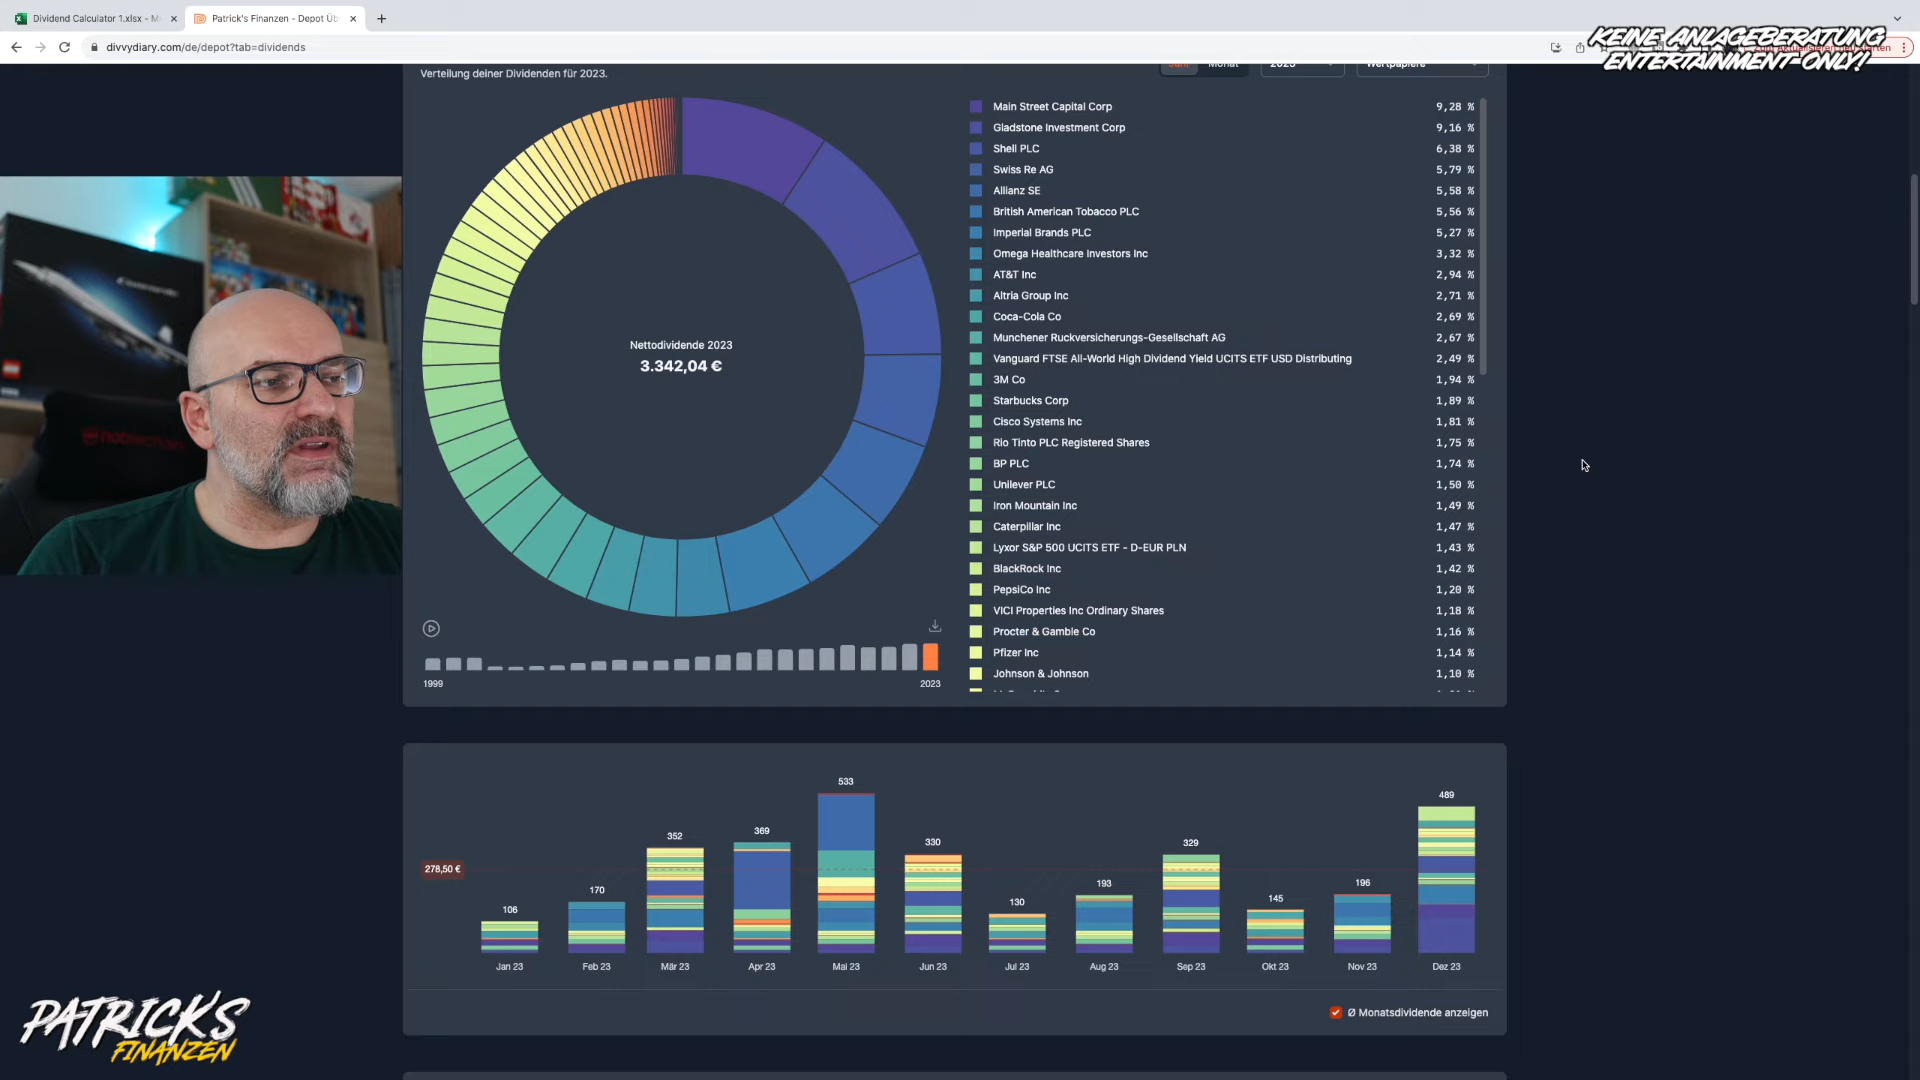 Dividend Calculator 1.xlsx - M
Patrick's Finanzen - Depot Üb
divvydiary.com/de/depot?tab=dividends
KEINE ANLAGEBERATUNG
ENTERTAINMENT ONLY!
Verteilung deiner Dividenden für 2023.
Jahr Monat 2023 Wertpapiere
Nettodividende 2023
3.342,04 €
1999 2023
Main Street Capital Corp 9,28 %
Gladstone Investment Corp 9,16 %
Shell PLC 6,38 %
Swiss Re AG 5,79 %
Allianz SE 5,58 %
British American Tobacco PLC 5,56 %
Imperial Brands PLC 5,27 %
Omega Healthcare Investors Inc 3,32 %
AT&T Inc 2,94 %
Altria Group Inc 2,71 %
Coca-Cola Co 2,69 %
Munchener Ruckversicherungs-Gesellschaft AG 2,67 %
Vanguard FTSE All-World High Dividend Yield UCITS ETF USD Distributing 2,49 %
3M Co 1,94 %
Starbucks Corp 1,89 %
Cisco Systems Inc 1,81 %
Rio Tinto PLC Registered Shares 1,75 %
BP PLC 1,74 %
Unilever PLC 1,50 %
Iron Mountain Inc 1,49 %
Caterpillar Inc 1,47 %
Lyxor S&P 500 UCITS ETF - D-EUR PLN 1,43 %
BlackRock Inc 1,42 %
PepsiCo Inc 1,20 %
VICI Properties Inc Ordinary Shares 1,18 %
Procter & Gamble Co 1,16 %
Pfizer Inc 1,14 %
Johnson & Johnson 1,10 %
278,50 €
106 170 352 369 533 330 130 193 329 145 196 489
Jan 23 Feb 23 Mär 23 Apr 23 Mai 23 Jun 23 Jul 23 Aug 23 Sep 23 Okt 23 Nov 23 Dez 23
Ø Monatsdividende anzeigen
PATRICKS
FINANZEN